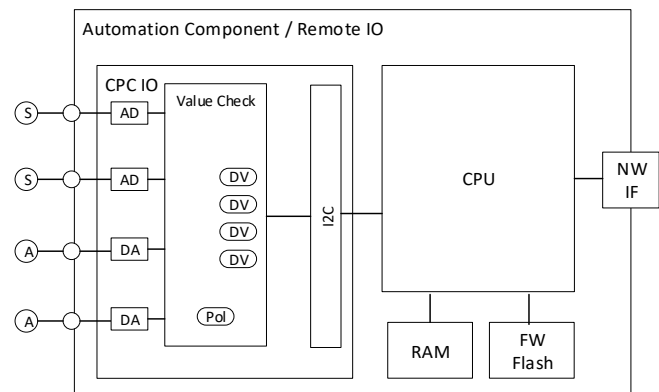 Automation Component / Remote IO
CPC IO
Value Check
S
AD
S
AD
A
DA
A
DA
DV
DV
DV
DV
Pol
I2C
CPU
NW
IF
RAM
FW
Flash